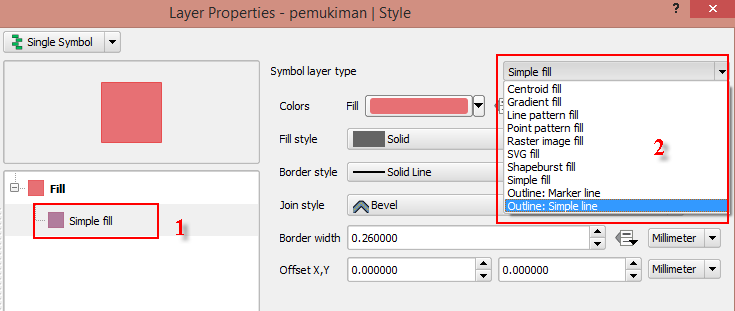 Layer Properties - pemukiman | Style
?
Single Symbol
Symbol layer type
Simple fill
Centroid fill
Gradient fill
Line pattern fill
Point pattern fill
Raster image fill
SVG fill
Shapeburst fill
Simple fill
Outline: Marker line
Outline: Simple line
2
Colors Fill
Fill style Solid
Border style Solid Line
Join style Bevel
Border width 0.260000 Millimeter
Offset X,Y 0.000000 0.000000 Millimeter
Fill
Simple fill
1